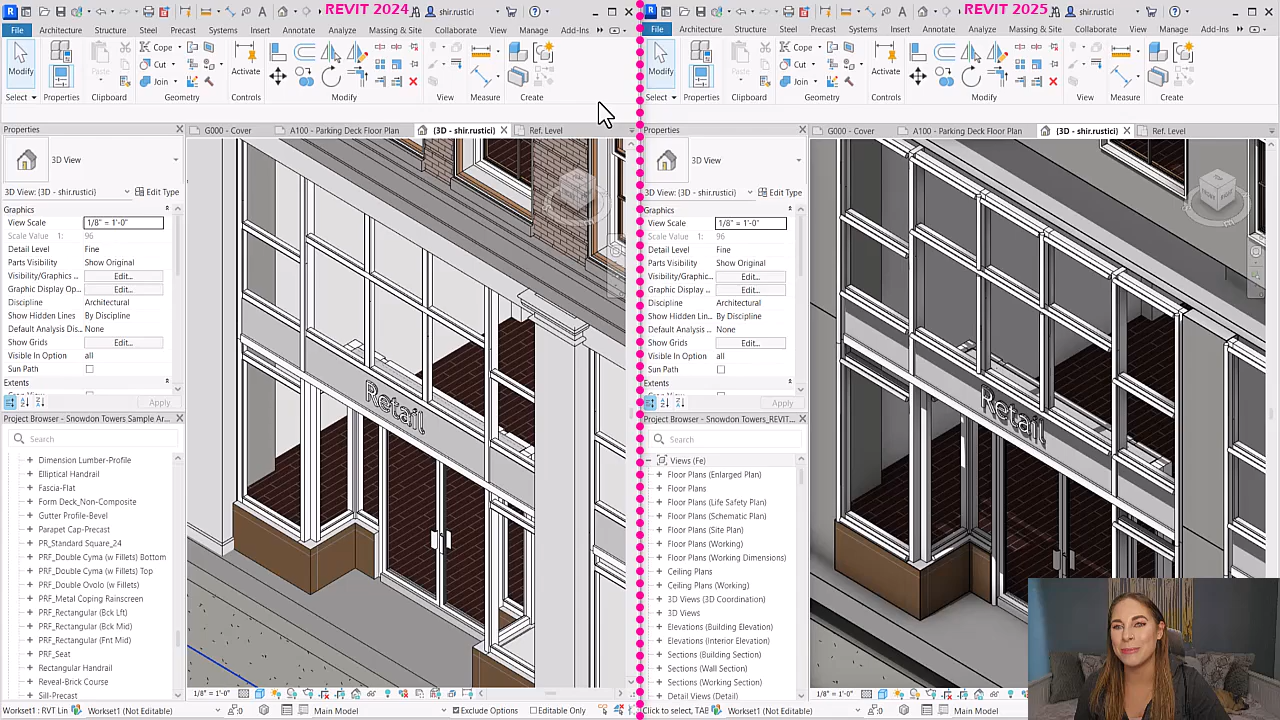 REVIT 2024
shir.rustici
File
Architecture
Structure
Steel
Precast
Systems
Insert
Annotate
Analyze
Massing & Site
Collaborate
View
Manage
Add-Ins
Modify
Paste
Cope
Cut
Join
Activate
Select
Properties
Clipboard
Geometry
Controls
Modify
View
Measure
Create
G000 - Cover
A100 - Parking Deck Floor Plan
(3D - shir.rustici)
Ref. Level
Properties
3D View
3D View: (3D - shir.rustici)
Edit Type
Graphics
View Scale
1/8" = 1'-0"
Scale Value 1:
96
Detail Level
Fine
Parts Visibility
Show Original
Visibility/Graphics O...
Edit...
Graphic Display Op...
Edit...
Discipline
Architectural
Show Hidden Lines
By Discipline
Default Analysis Dis...
None
Show Grids
Edit...
Visible In Option
all
Sun Path
Extents
Apply
Project Browser - Snowdon Towers Sample Ar...
Search
Dimension Lumber-Profile
Elliptical Handrail
Fascia-Flat
Form Deck_Non-Composite
Gutter Profile-Bevel
Parapet Cap-Precast
PR_Standard Square_24
PRF_Double Cyma (w Fillets) Bottom
PRF_Double Cyma (w Fillets) Top
PRF_Double Ovolo (w Fillets)
PRF_Metal Coping Rainscreen
PRF_Rectangular (Bck Lft)
PRF_Rectangular (Bck Mid)
PRF_Rectangular (Fnt Mid)
PRF_Seat
Rectangular Handrail
Reveal-Brick Course
Sill-Precast
Retail
1/8" = 1'-0"
Workset1 : RVT Lin
Workset1 (Not Editable)
:0
Main Model
Exclude Options
Editable Only
REVIT 2025
shir.rustici
File
Architecture
Structure
Steel
Precast
Systems
Insert
Annotate
Analyze
Massing & Site
Collaborate
View
Manage
Add-Ins
Modify
Paste
Cope
Cut
Join
Activate
Select
Properties
Clipboard
Geometry
Controls
Modify
View
Measure
Create
G000 - Cover
A100 - Parking Deck Floor Plan
(3D - shir.rustici)
Ref. Level
Properties
3D View
3D View: (3D - shir.rustici)
Edit Type
Graphics
View Scale
1/8" = 1'-0"
Scale Value 1:
96
Detail Level
Fine
Parts Visibility
Show Original
Visibility/Graphic...
Edit...
Graphic Display ...
Edit...
Discipline
Architectural
Show Hidden Lin...
By Discipline
Default Analysis ...
None
Show Grids
Edit...
Visible In Option
all
Sun Path
Extents
Apply
Project Browser - Snowdon Towers_REVIT...
Search
Views (Fe)
Floor Plans (Enlarged Plan)
Floor Plans
Floor Plans (Life Safety Plan)
Floor Plans (Schematic Plan)
Floor Plans (Site Plan)
Floor Plans (Working)
Floor Plans (Working Dimensions)
Ceiling Plans
Ceiling Plans (Working)
3D Views (3D Coordination)
3D Views
Elevations (Building Elevation)
Elevations (Interior Elevation)
Sections (Building Section)
Sections (Wall Section)
Sections (Working Section)
Detail Views (Detail)
Retail
1/8" = 1'-0"
Click to select, TAB
Workset1 (Not Editable)
:0
Main Model